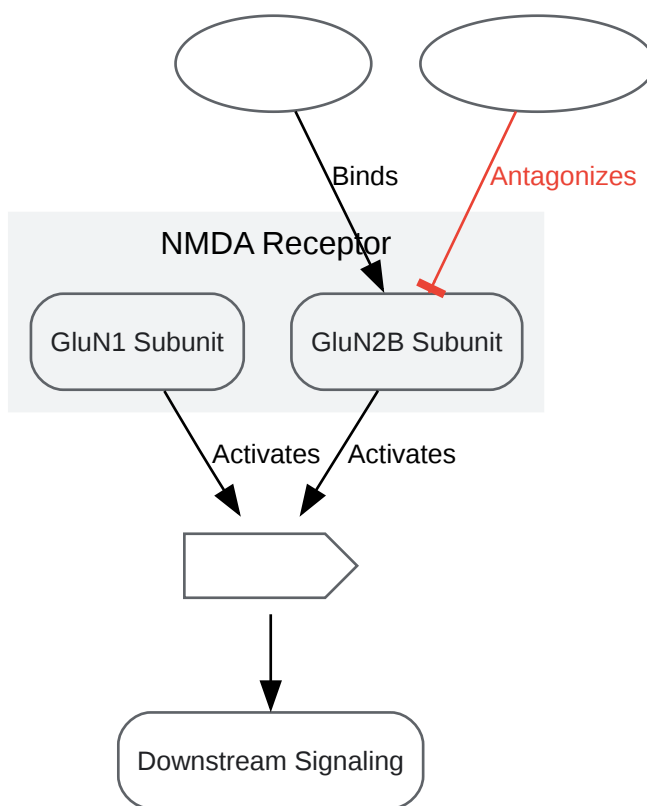 Binds
Antagonizes
NMDA Receptor
GluN1 Subunit
GluN2B Subunit
Activates
Activates
Downstream Signaling